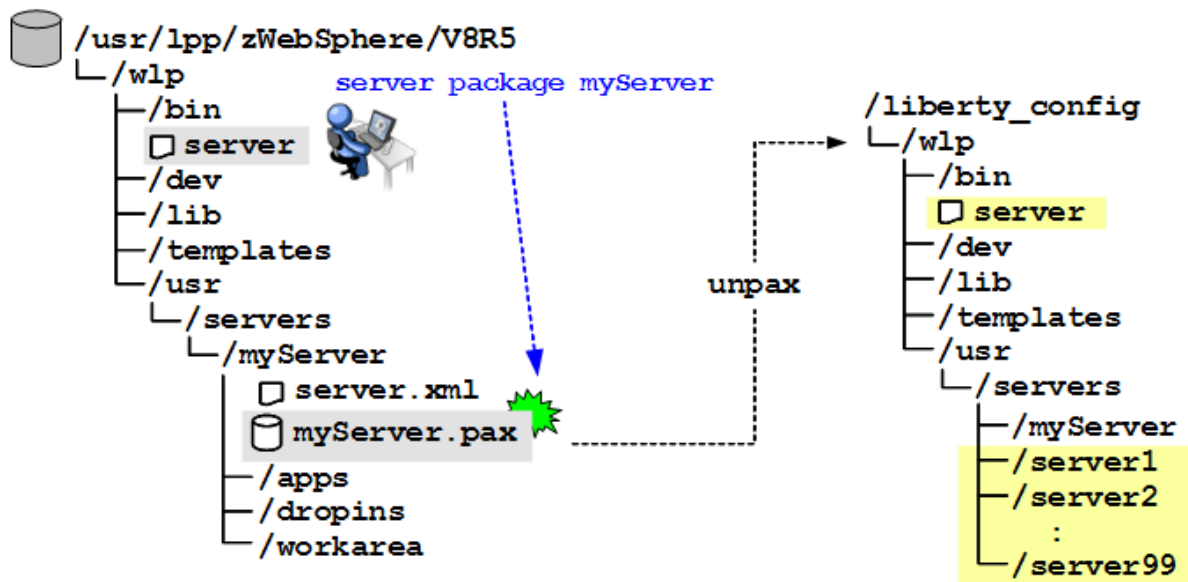 /usr/lpp/zWebSphere/V8R5
/wlp
server package myServer
/bin
server
/dev
/lib
/templates
/usr
/servers
/myServer
server.xml
myServer.pax
/apps
/dropins
/workarea
unpax
/liberty_config
/wlp
/bin
server
/dev
/lib
/templates
/usr
/servers
/myServer
/server1
/server2
:
/server99